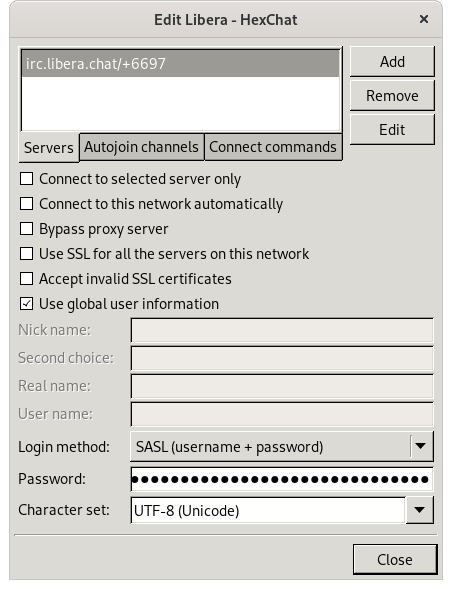 Edit Libera - HexChat
irc.libera.chat/+6697
Add
Remove
Edit
Servers
Autojoin channels
Connect commands
Connect to selected server only
Connect to this network automatically
Bypass proxy server
Use SSL for all the servers on this network
Accept invalid SSL certificates
Use global user information
Nick name:
Second choice:
Real name:
User name:
Login method:
SASL (username + password)
Password:
Character set:
UTF-8 (Unicode)
Close